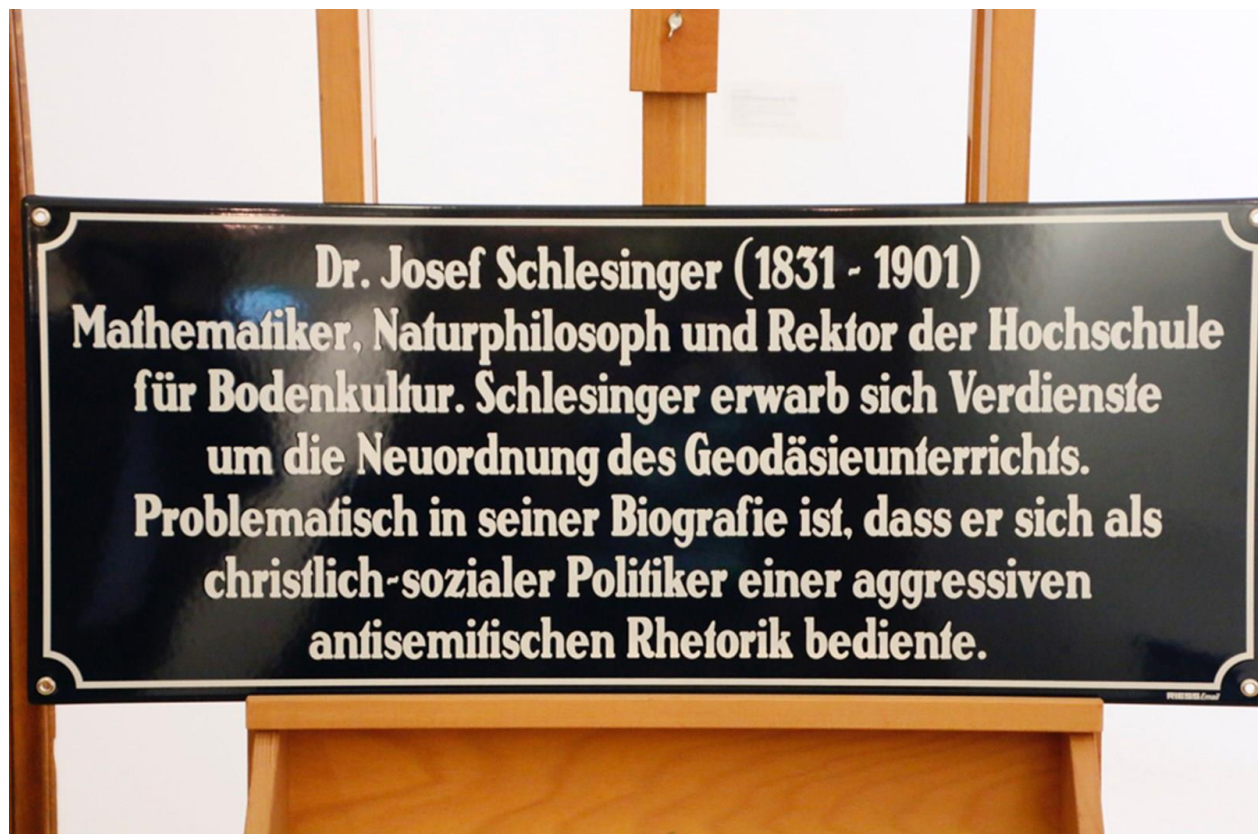 Dr. Josef Schlesinger (1831 - 1901)
Mathematiker, Naturphilosoph und Rektor der Hochschule
für Bodenkultur. Schlesinger erwarb sich Verdienste
um die Neuordnung des Geodäsieunterrichts.
Problematisch in seiner Biografie ist, dass er sich als
christlich-sozialer Politiker einer aggressiven
antisemitischen Rhetorik bediente.
RIESS Email